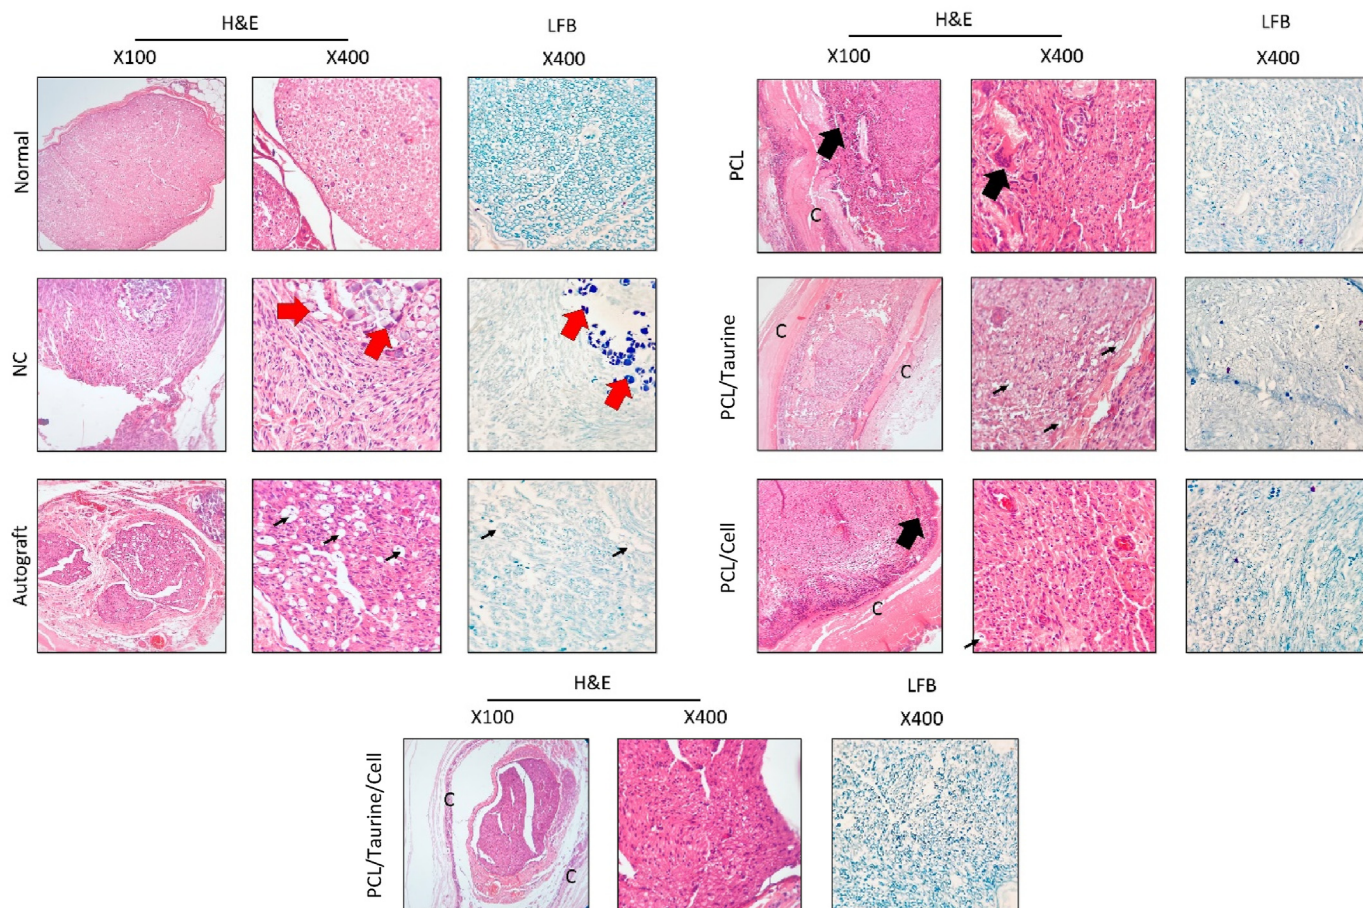 H&E
LFB
X100
X400
X400
Normal
NC
Autograft
H&E
LFB
X100
X400
X400
PCL
C
PCL/Taurine
C
C
PCL/Cell
C
H&E
LFB
X100
X400
X400
PCL/Taurine/Cell
C
C